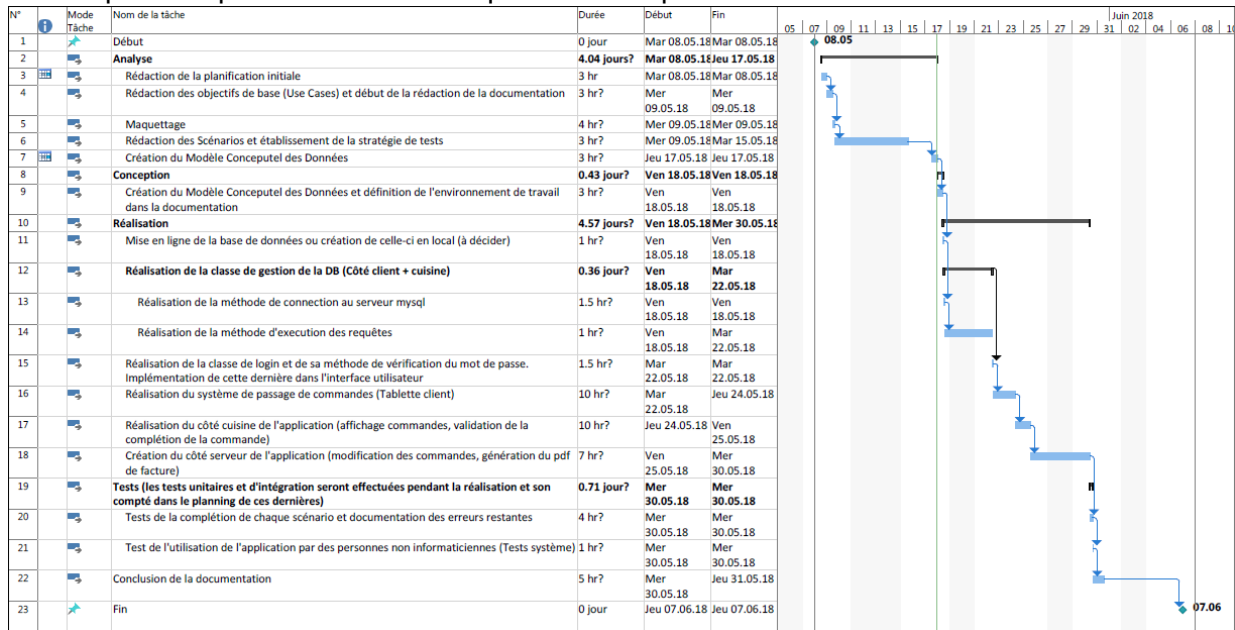 N° Mode Tâche Nom de la tâche Durée Début Fin
Juin 2018
05 07 09 11 13 15 17 19 21 23 25 27 29 31 02 04 06 08 10
1 Début 0 jour Mar 08.05.18 Mar 08.05.18
08.05
2 Analyse 4.04 jours? Mar 08.05.18 Jeu 17.05.18
3 Rédaction de la planification initiale 3 hr Mar 08.05.18 Mar 08.05.18
4 Rédaction des objectifs de base (Use Cases) et début de la rédaction de la documentation 3 hr? Mer 09.05.18 Mer 09.05.18
5 Maquettage 4 hr? Mer 09.05.18 Mer 09.05.18
6 Rédaction des Scénarios et établissement de la stratégie de tests 3 hr? Mer 09.05.18 Mar 15.05.18
7 Création du Modèle Conceputel des Données 3 hr? Jeu 17.05.18 Jeu 17.05.18
8 Conception 0.43 jour? Ven 18.05.18 Ven 18.05.18
9 Création du Modèle Conceputel des Données et définition de l'environnement de travail
dans la documentation 3 hr? Ven 18.05.18 Ven 18.05.18
10 Réalisation 4.57 jours? Ven 18.05.18 Mer 30.05.18
11 Mise en ligne de la base de données ou création de celle-ci en local (à décider) 1 hr? Ven 18.05.18 Ven 18.05.18
12 Réalisation de la classe de gestion de la DB (Côté client + cuisine) 0.36 jour? Ven 18.05.18 Mar 22.05.18
13 Réalisation de la méthode de connection au serveur mysql 1.5 hr? Ven 18.05.18 Ven 18.05.18
14 Réalisation de la méthode d'execution des requêtes 1 hr? Ven 18.05.18 Mar 22.05.18
15 Réalisation de la classe de login et de sa méthode de vérification du mot de passe.
Implémentation de cette dernière dans l'interface utilisateur 1.5 hr? Mar 22.05.18 Mar 22.05.18
16 Réalisation du système de passage de commandes (Tablette client) 10 hr? Mar 22.05.18 Jeu 24.05.18
17 Réalisation du côté cuisine de l'application (affichage commandes, validation de la
complétion de la commande) 10 hr? Jeu 24.05.18 Ven 25.05.18
18 Création du côté serveur de l'application (modification des commandes, génération du pdf
de facture) 7 hr? Ven 25.05.18 Mer 30.05.18
19 Tests (les tests unitaires et d'intégration seront effectuées pendant la réalisation et son
compté dans le planning de ces dernières) 0.71 jour? Mer 30.05.18 Mer 30.05.18
20 Tests de la complétion de chaque scénario et documentation des erreurs restantes 4 hr? Mer 30.05.18 Mer 30.05.18
21 Test de l'utilisation de l'application par des personnes non informaticiennes (Tests système) 1 hr? Mer 30.05.18 Mer 30.05.18
22 Conclusion de la documentation 5 hr? Mer 30.05.18 Jeu 31.05.18
23 Fin 0 jour Jeu 07.06.18 Jeu 07.06.18
07.06